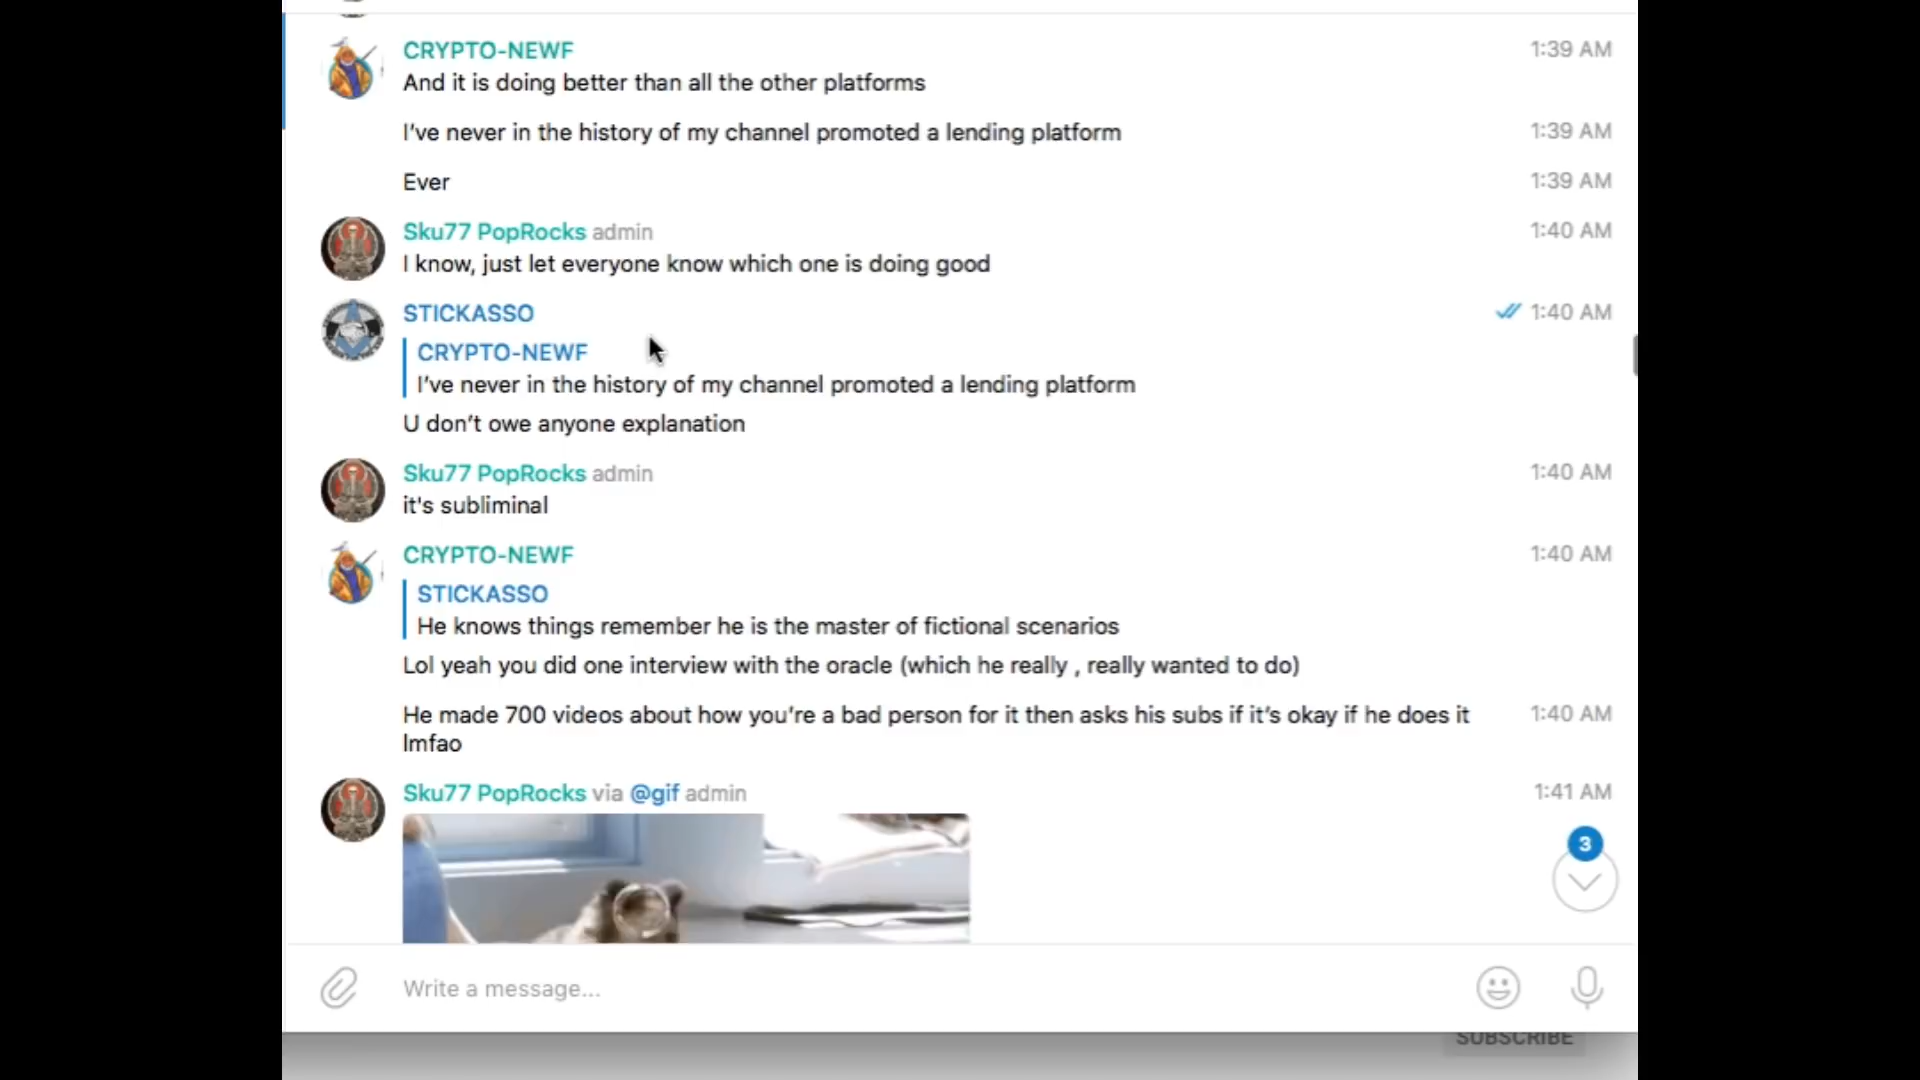 CRYPTO-NEWF 1:39 AM
And it is doing better than all the other platforms
I've never in the history of my channel promoted a lending platform 1:39 AM
Ever 1:39 AM
Sku77 PopRocks admin 1:40 AM
I know, just let everyone know which one is doing good
STICKASSO 1:40 AM
CRYPTO-NEWF
I've never in the history of my channel promoted a lending platform
U don't owe anyone explanation
Sku77 PopRocks admin 1:40 AM
it's subliminal
CRYPTO-NEWF 1:40 AM
STICKASSO
He knows things remember he is the master of fictional scenarios
Lol yeah you did one interview with the oracle (which he really , really wanted to do)
He made 700 videos about how you're a bad person for it then asks his subs if it's okay if he does it 1:40 AM
lmfao
Sku77 PopRocks via @gif admin 1:41 AM
3
Write a message...
SUBSCRIBE